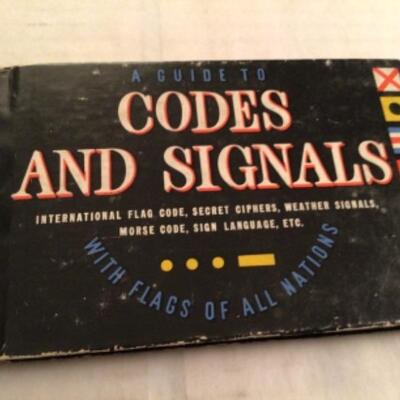 A GUIDE TO
CODES
AND SIGNALS
INTERNATIONAL FLAG CODE, SECRET CIPHERS, WEATHER SIGNALS,
MORSE CODE, SIGN LANGUAGE, ETC.
WITH FLAGS OF ALL NATIONS